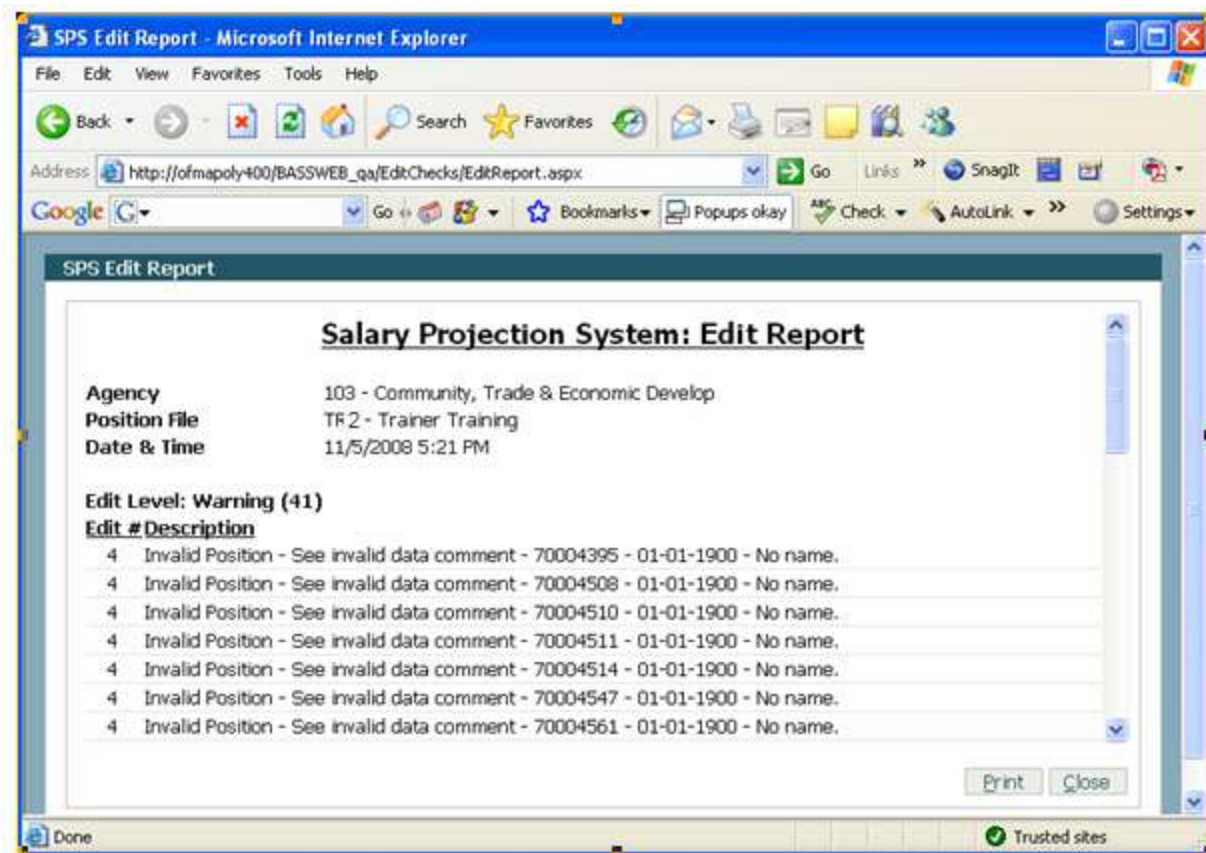 SPS Edit Report - Microsoft Internet Explorer
File Edit View Favorites Tools Help
Back Search Favorites
Address http://ofmapoly400/BASSWEB_qa/EditChecks/EditReport.aspx Go Links » SnagIt
Google G Go Bookmarks Popups okay ABC Check AutoLink » Settings
SPS Edit Report
Salary Projection System: Edit Report
Agency 103 - Community, Trade & Economic Develop
Position File TR2 - Trainer Training
Date & Time 11/5/2008 5:21 PM
Edit Level: Warning (41)
Edit # Description
4 Invalid Position - See invalid data comment - 70004395 - 01-01-1900 - No name.
4 Invalid Position - See invalid data comment - 70004508 - 01-01-1900 - No name.
4 Invalid Position - See invalid data comment - 70004510 - 01-01-1900 - No name.
4 Invalid Position - See invalid data comment - 70004511 - 01-01-1900 - No name.
4 Invalid Position - See invalid data comment - 70004514 - 01-01-1900 - No name.
4 Invalid Position - See invalid data comment - 70004547 - 01-01-1900 - No name.
4 Invalid Position - See invalid data comment - 70004561 - 01-01-1900 - No name.
Print Close
Done Trusted sites